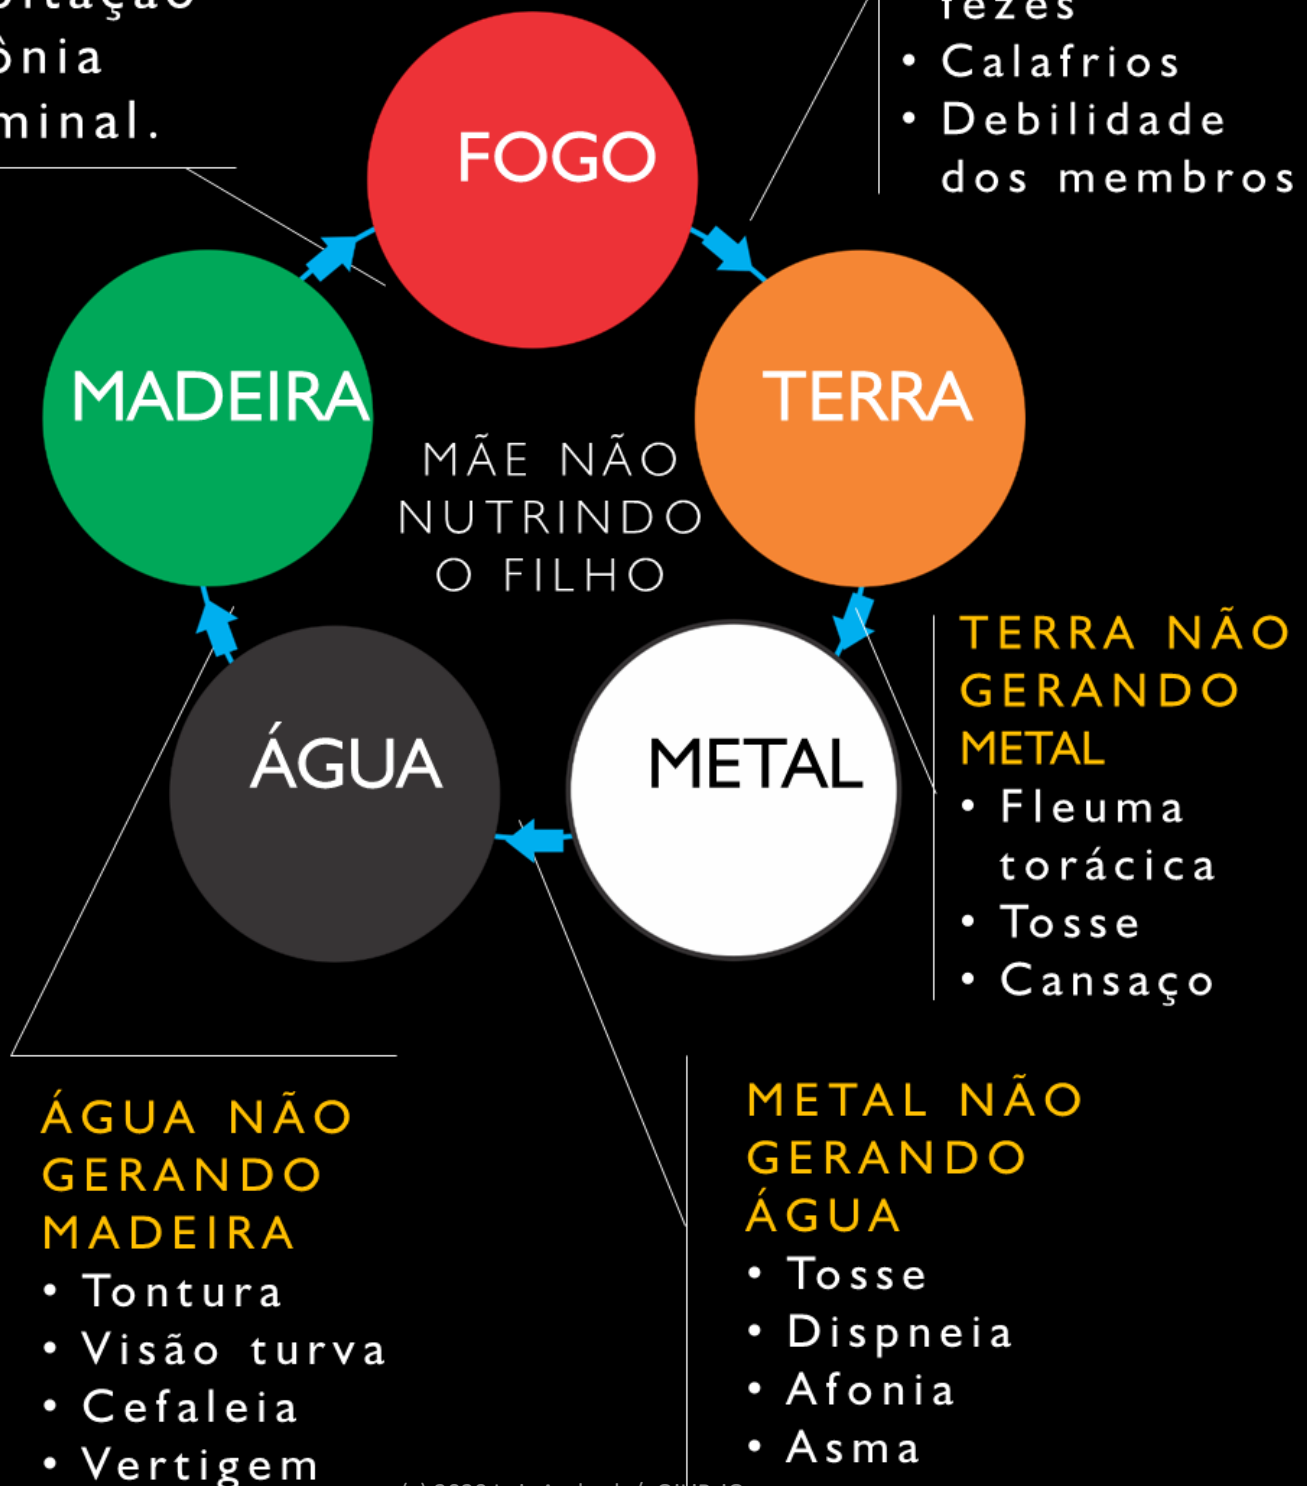 ônia
minal.
fezes
• Calafrios
• Debilidade
dos membros
FOGO
MADEIRA
TERRA
MÃE NÃO
NUTRINDO
O FILHO
ÁGUA
METAL
TERRA NÃO
GERANDO
METAL
• Fleuma
torácica
• Tosse
• Cansaço
ÁGUA NÃO
GERANDO
MADEIRA
• Tontura
• Visão turva
• Cefaleia
• Vertigem
METAL NÃO
GERANDO
ÁGUA
• Tosse
• Dispneia
• Afonia
• Asma